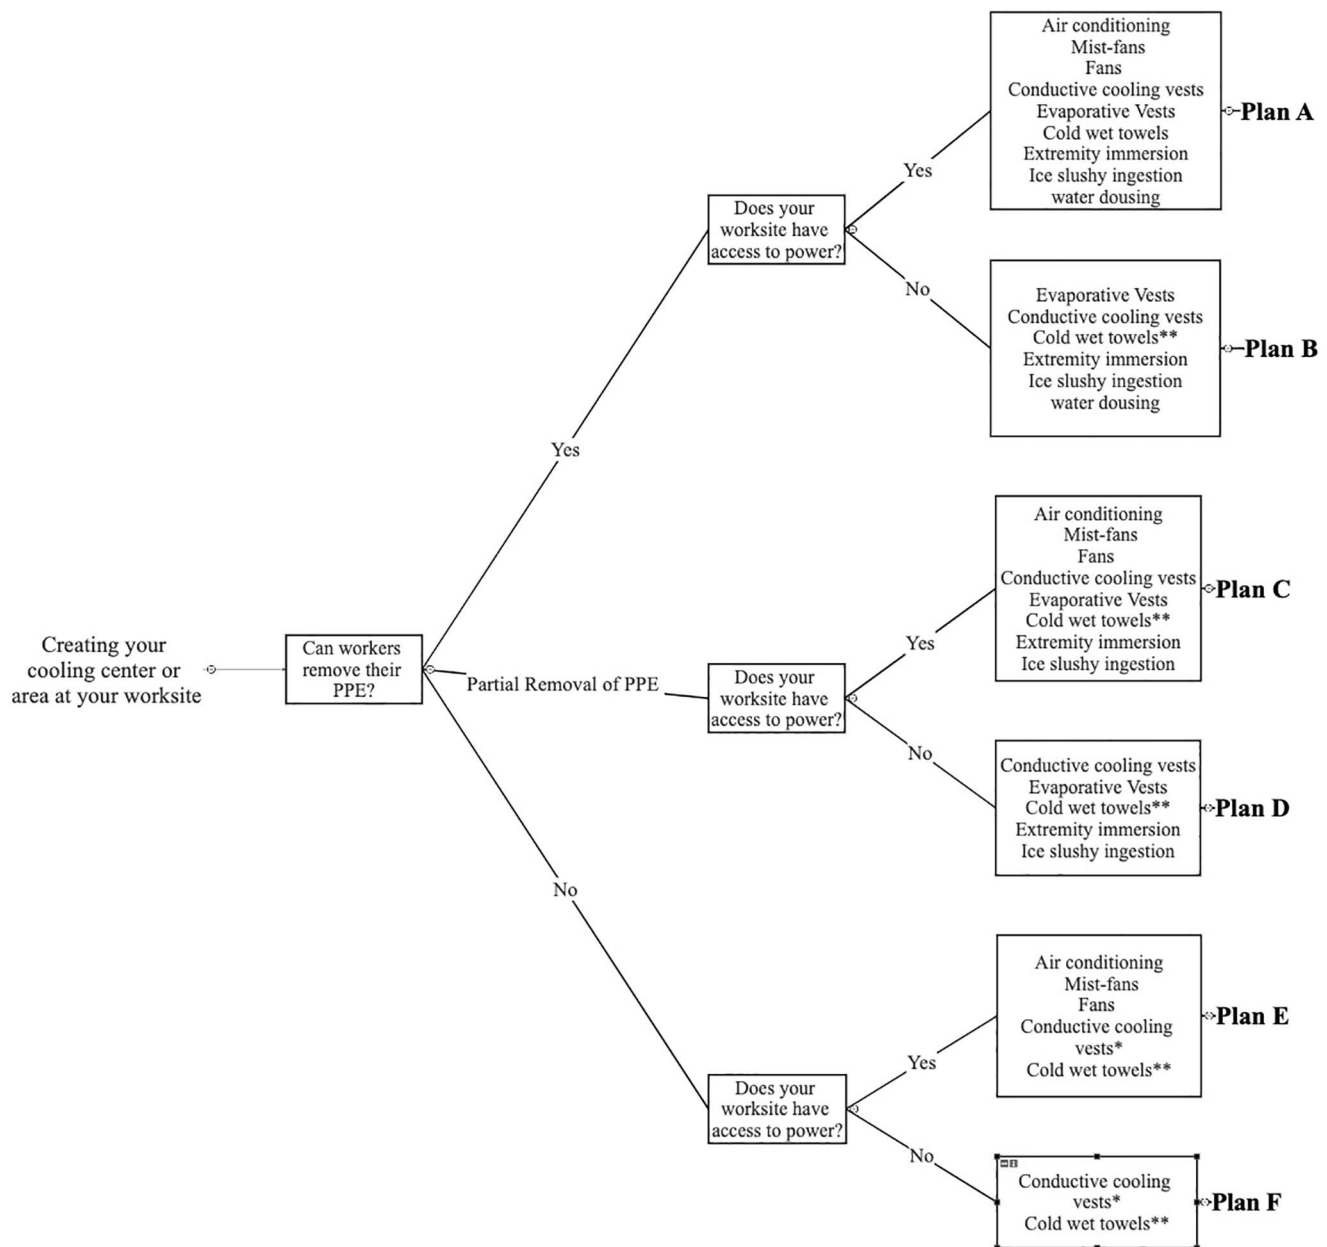 Creating your
cooling center or
area at your worksite
Can workers
remove their
PPE?
Yes
Partial Removal of PPE
No
Does your
worksite have
access to power?
Yes
No
Air conditioning
Mist-fans
Fans
Conductive cooling vests
Evaporative Vests
Cold wet towels
Extremity immersion
Ice slushy ingestion
water dousing
Plan A
Evaporative Vests
Conductive cooling vests
Cold wet towels**
Extremity immersion
Ice slushy ingestion
water dousing
Plan B
Does your
worksite have
access to power?
Yes
No
Air conditioning
Mist-fans
Fans
Conductive cooling vests
Evaporative Vests
Cold wet towels**
Extremity immersion
Ice slushy ingestion
Plan C
Conductive cooling vests
Evaporative Vests
Cold wet towels**
Extremity immersion
Ice slushy ingestion
Plan D
Does your
worksite have
access to power?
Yes
No
Air conditioning
Mist-fans
Fans
Conductive cooling
vests*
Cold wet towels**
Plan E
Conductive cooling
vests*
Cold wet towels**
Plan F